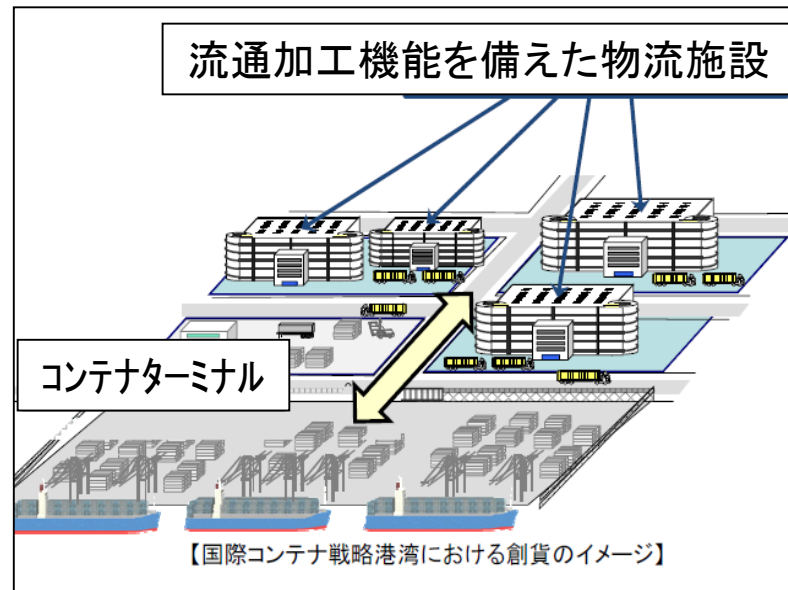 流通加工機能を備えた物流施設
コンテナターミナル
【国際コンテナ戦略港湾における創貨のイメージ】